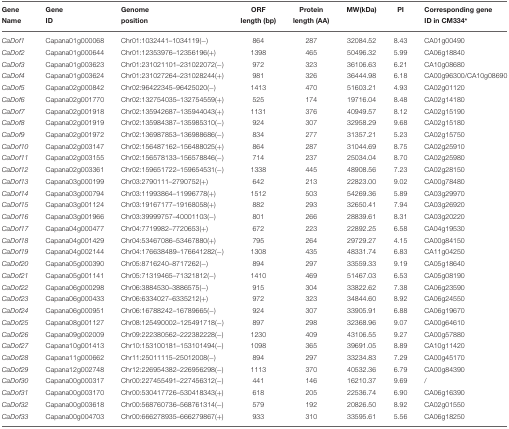 Gene Gene Genome ORF Protein MW(kDa) PI Corresponding gene
Name ID position length (bp) length (AA) ID in CM334*
CaDof1 Capana01g000068 Chr01:1032441–1034119(−) 864 287 32084.52 8.43 CA01g00490
CaDof2 Capana01g000644 Chr01:12353976–12356196(+) 1398 465 50496.32 5.99 CA06g18840
CaDof3 Capana01g003623 Chr01:231021101–231022072(−) 972 323 36106.63 6.21 CA10g08680
CaDof4 Capana01g003624 Chr01:231027264–231028244(+) 981 326 36444.98 6.18 CA00g96300/CA10g08690
CaDof5 Capana02g000842 Chr02:96422345–96425020(−) 1413 470 51603.21 4.93 CA02g01120
CaDof6 Capana02g001770 Chr02:132754035–132754559(+) 525 174 19716.04 8.48 CA02g14180
CaDof7 Capana02g001918 Chr02:135942687–135944043(+) 1131 376 40949.57 8.12 CA02g15190
CaDof8 Capana02g001919 Chr02:135984387–135985310(−) 924 307 32958.29 9.68 CA02g15180
CaDof9 Capana02g001972 Chr02:136987853–136988686(−) 834 277 31357.21 5.23 CA02g15750
CaDof10 Capana02g003147 Chr02:156487162–156488025(+) 864 287 31044.69 8.75 CA02g25910
CaDof11 Capana02g003155 Chr02:156578133–156578846(−) 714 237 25034.04 8.70 CA02g25980
CaDof12 Capana02g003361 Chr02:159651722–159654531(−) 1338 445 48908.56 7.23 CA02g28150
CaDof13 Capana03g000199 Chr03:2790111–2790752(+) 642 213 22823.00 9.02 CA00g78480
CaDof14 Capana03g000794 Chr03:11993864–11996778(+) 1512 503 54269.36 5.89 CA03g29970
CaDof15 Capana03g001124 Chr03:19167177–19168058(+) 882 293 32650.41 7.94 CA03g26920
CaDof16 Capana03g001966 Chr03:39999757–40001103(−) 801 266 28839.61 8.31 CA03g20220
CaDof17 Capana04g000477 Chr04:7719982–7720653(+) 672 223 22892.25 6.58 CA04g19530
CaDof18 Capana04g001429 Chr04:53467086–53467880(+) 795 264 29729.27 4.15 CA00g84150
CaDof19 Capana04g002144 Chr04:176638489–176641282(−) 1308 435 48331.74 6.83 CA11g04250
CaDof20 Capana05g000390 Chr05:8716240–8717262(−) 894 297 33559.33 9.19 CA05g18640
CaDof21 Capana05g001141 Chr05:71319465–71321812(−) 1410 469 51467.03 6.53 CA05g08190
CaDof22 Capana06g000298 Chr06:3884530–3886575(−) 915 304 33822.62 7.38 CA06g23590
CaDof23 Capana06g000433 Chr06:6334027–6335212(+) 972 323 34844.60 8.92 CA06g24550
CaDof24 Capana06g000951 Chr06:16788242–16789665(−) 924 307 33905.91 6.88 CA06g19670
CaDof25 Capana08g001127 Chr08:125490002–125491718(−) 897 298 32368.96 9.07 CA00g64610
CaDof26 Capana09g002009 Chr09:222380562–222382228(−) 1230 409 43106.55 9.27 CA00g57880
CaDof27 Capana10g001413 Chr10:153100181–153101494(−) 1098 365 39691.05 8.89 CA10g11420
CaDof28 Capana11g000662 Chr11:25011115–25012008(−) 894 297 33234.83 7.29 CA00g45170
CaDof29 Capana12g002748 Chr12:226954382–226956298(−) 1113 370 40532.36 6.79 CA00g84390
CaDof30 Capana00g000317 Chr00:227455491–227456312(−) 441 146 16210.37 9.69 /
CaDof31 Capana00g003170 Chr00:530417726–530418343(+) 618 205 22536.74 6.90 CA06g16390
CaDof32 Capana00g003618 Chr00:568760736–568761314(−) 579 192 20826.50 8.92 CA02g01550
CaDof33 Capana00g004703 Chr00:666278935–666279867(+) 933 310 33595.61 5.56 CA06g18250